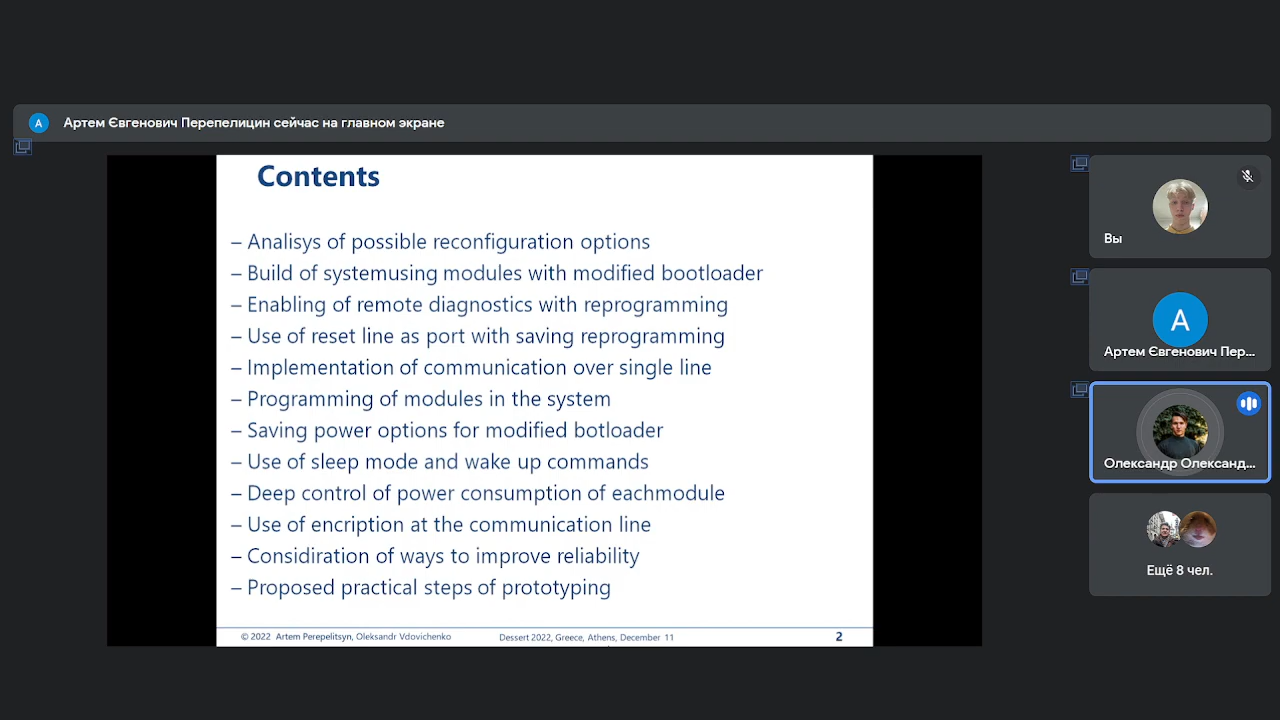 A
Артем Євгенович Перепелицин сейчас на главном экране
Contents
– Analisys of possible reconfiguration options
– Build of systemusing modules with modified bootloader
– Enabling of remote diagnostics with reprogramming
– Use of reset line as port with saving reprogramming
– Implementation of communication over single line
– Programming of modules in the system
– Saving power options for modified botloader
– Use of sleep mode and wake up commands
– Deep control of power consumption of eachmodule
– Use of encription at the communication line
– Considiration of ways to improve reliability
– Proposed practical steps of prototyping
© 2022 Artem Perepelitsyn, Oleksandr Vdovichenko
Dessert 2022, Greece, Athens, December 11
2
Вы
A
Артем Євгенович Пер...
Олександр Олександ...
Ещё 8 чел.